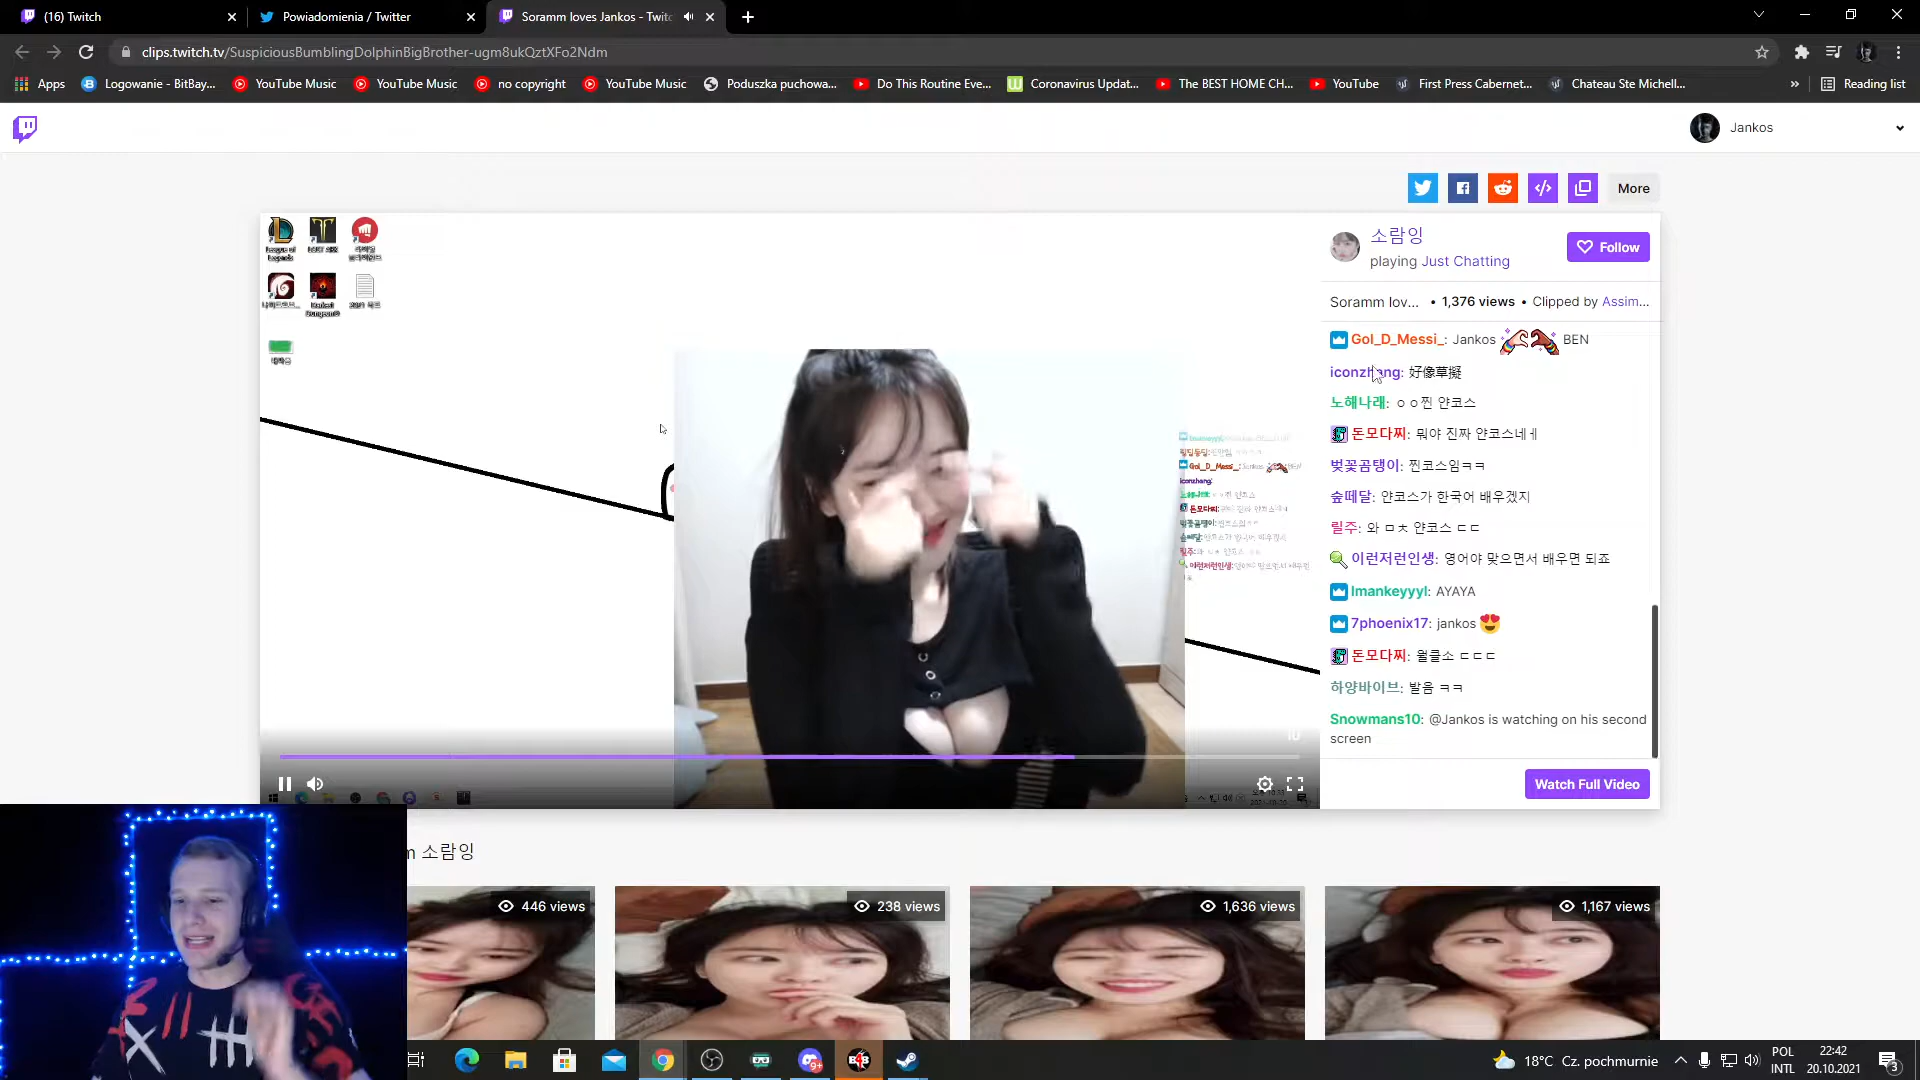 (16) Twitch
Powiadomienia / Twitter
Soramm loves Jankos - Twitc
clips.twitch.tv/SuspiciousBumblingDolphinBigBrother-ugm8ukQztXFo2Ndm
Apps
Logowanie - BitBay...
YouTube Music
YouTube Music
no copyright
YouTube Music
Poduszka puchowa...
Do This Routine Eve...
Coronavirus Updat...
The BEST HOME CH...
YouTube
First Press Cabernet...
Chateau Ste Michell...
»
Reading list
Jankos
More
소람잉
Follow
playing Just Chatting
Soramm lov... • 1,376 views • Clipped by Assim...
Gol_D_Messi_: Jankos BEN
iconzhang: 好像草擬
노해나래: ㅇㅇ찐 얀코스
돈모다찌: 뭐야 진짜 얀코스네ㅔ
벚꽃곰탱이: 찐코스임ㅋㅋ
숲떼달: 얀코스가 한국어 배우겠지
릴주: 와 ㅁㅊ 얀코스 ㄷㄷ
이런저런인생: 영어야 맞으면서 배우면 되죠
Imankeyyyl: AYAYA
7phoenix17: jankos
돈모다찌: 월클소 ㄷㄷㄷ
하양바이브: 발음 ㅋㅋ
Snowmans10: @Jankos is watching on his second
screen
Watch Full Video
소람잉
446 views
238 views
1,636 views
1,167 views
18°C Cz. pochmurnie
POL
INTL
22:42
20.10.2021
3